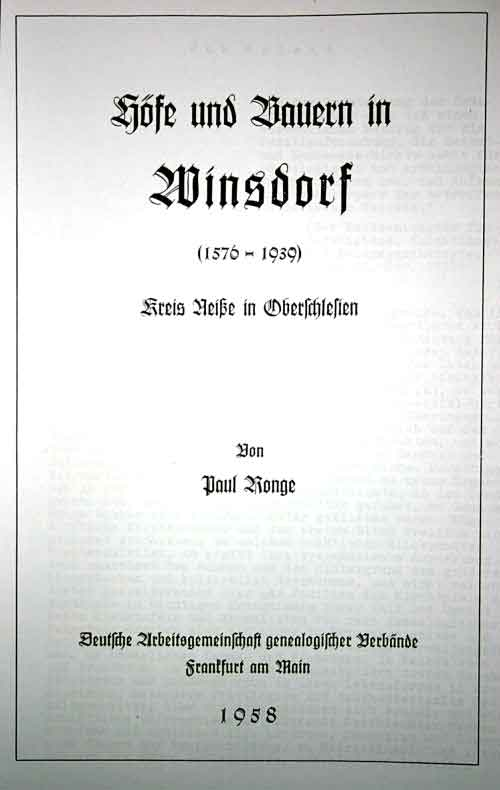 Höfe und Bauern in
Winsdorf
(1576 - 1939)
Kreis Neiße in Oberschlesien
Von
Paul Ronge
Deutsche Arbeitsgemeinschaft genealogischer Verbände
Frankfurt am Main
1958